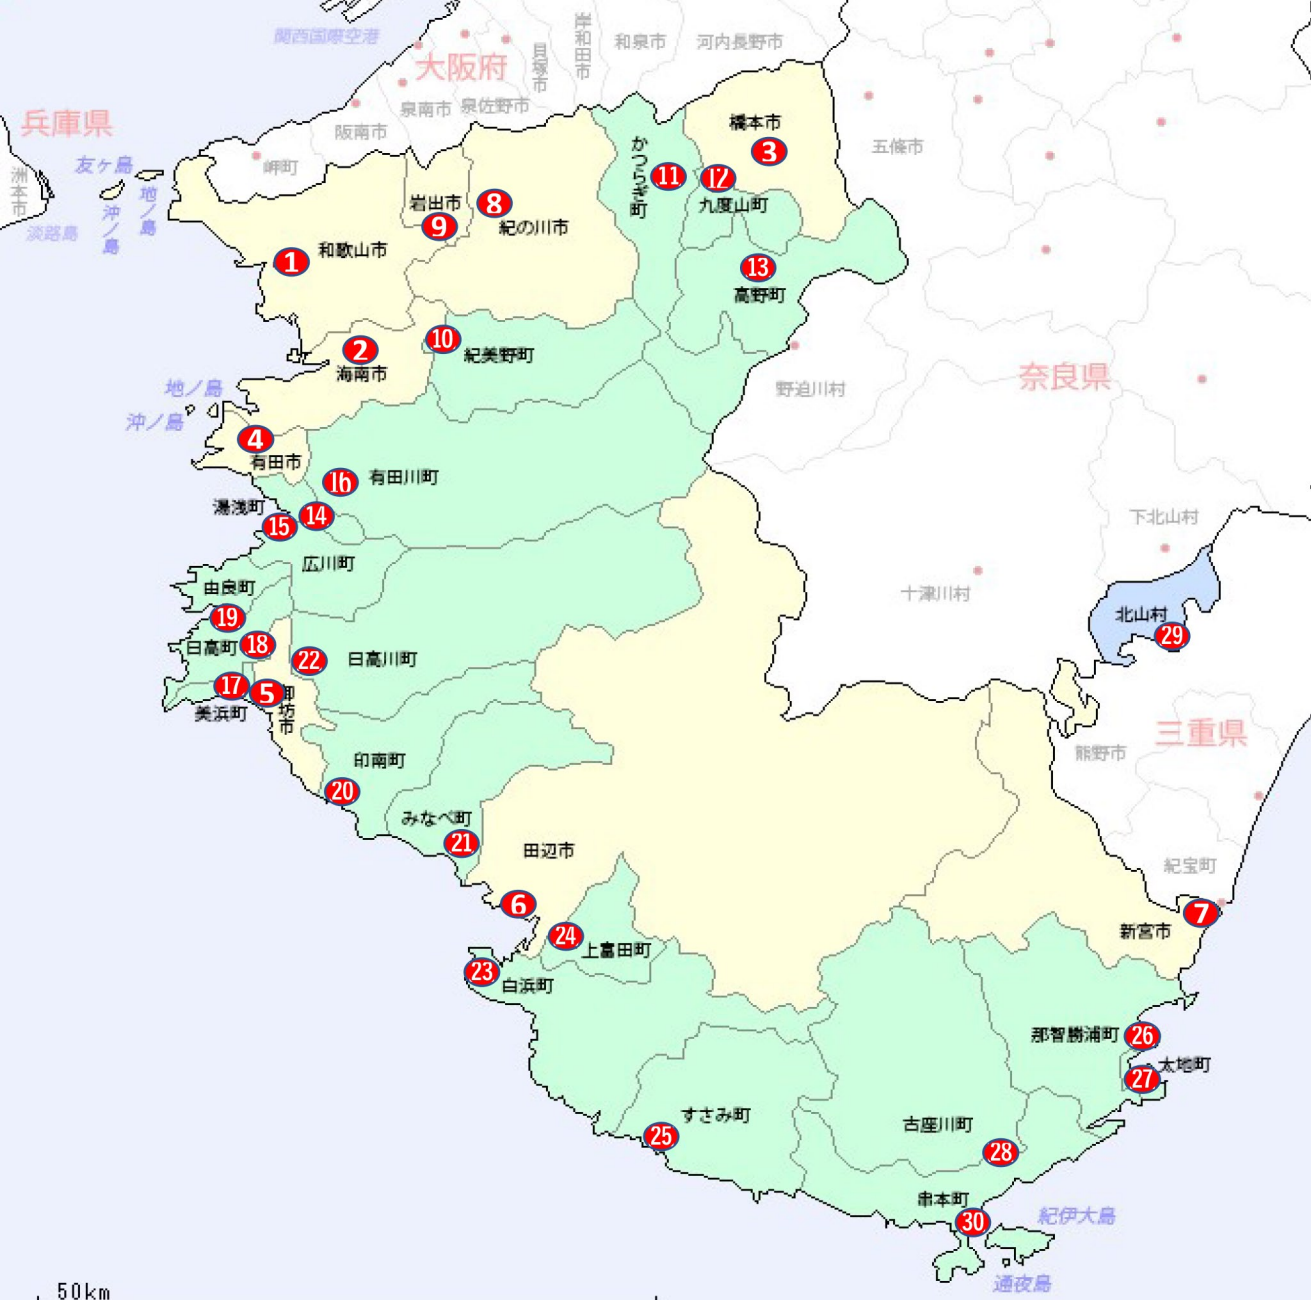 関西国際空港
岸和田市
和泉市
河内長野市
貝塚市
大阪府
泉南市
泉佐野市
阪南市
岬町
兵庫県
洲本市
淡路島
友ヶ島
地ノ島
沖ノ島
五條市
橋本市
3
かつらぎ町
11
12
九度山町
岩出市
9
8
紀の川市
和歌山市
1
13
高野町
2
海南市
10
紀美野町
野迫川村
奈良県
地ノ島
沖ノ島
4
有田市
16
有田川町
湯浅町
15
14
広川町
下北山村
十津川村
北山村
29
由良町
19
日高町
18
22
日高川町
17
5
美浜町
御坊市
三重県
熊野市
印南町
20
みなべ町
21
田辺市
紀宝町
6
7
新宮市
24
上富田町
23
白浜町
那智勝浦町
26
太地町
27
すさみ町
25
古座川町
28
串本町
30
紀伊大島
通夜島
50km